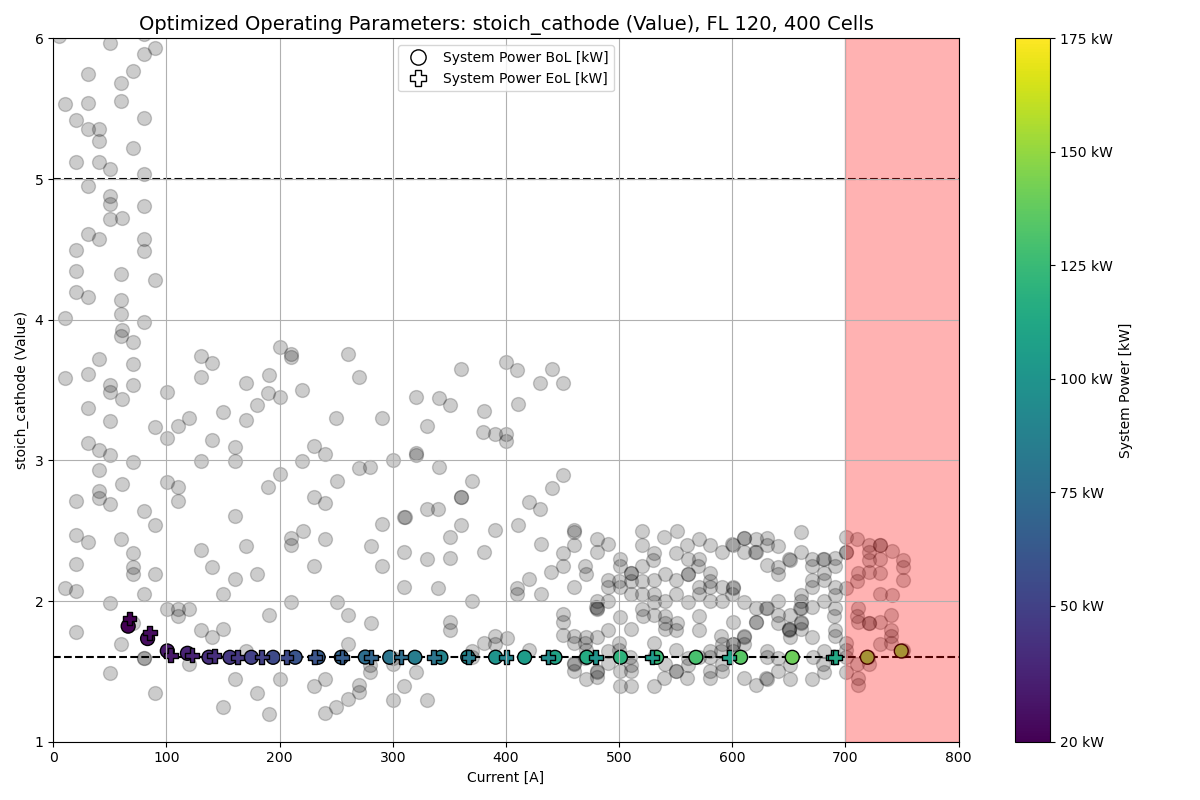 Optimized Operating Parameters: stoich_cathode (Value), FL 120, 400 Cells
System Power BoL [kW]
System Power EoL [kW]
stoich_cathode (Value)
6
5
4
3
2
1
0 100 200 300 400 500 600 700 800
Current [A]
175 kW
150 kW
125 kW
100 kW
75 kW
50 kW
20 kW
System Power [kW]